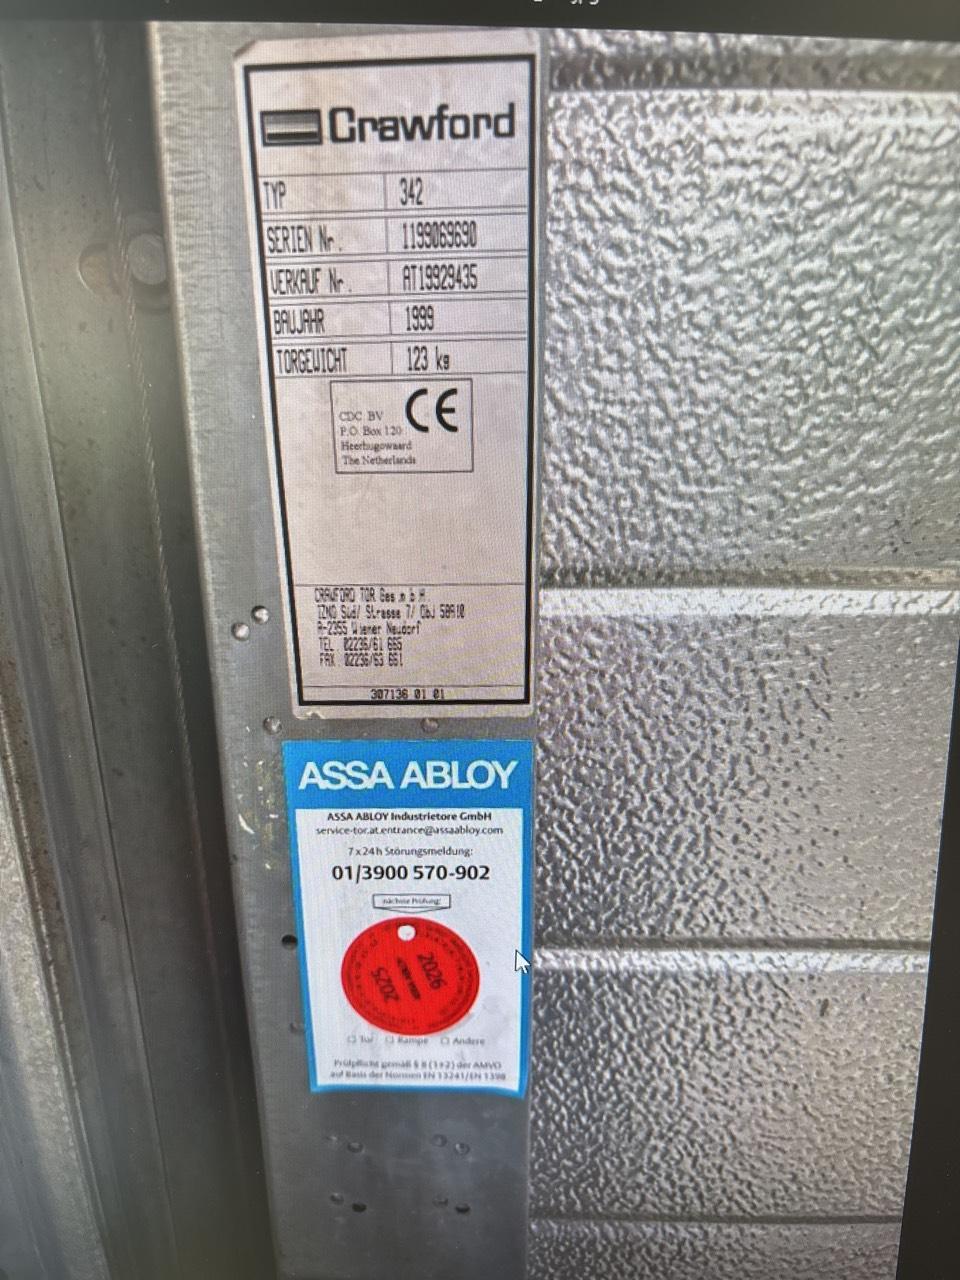 Crawford
TYP 342
SERIEN Nr. 1199069690
VERKAUF Nr. AT19929435
BAUJAHR 1999
TORGEWICHT 123 kg
CE
CDC BV
P.O. Box 120
Heerhugowaard
The Netherlands
CRAWFORD TOR Ges m b H
IZNO Süd/ Strasse 7/ Obj 58A10
A-2355 Wiener Neudorf
TEL. 02236/61 665
FAX. 02236/63 661
307136 01 01
ASSA ABLOY
ASSA ABLOY Industrietore GmbH
service-tor.at.entrance@assaabloy.com
7x24h Störungsmeldung:
01/3900 570-902
nächste Prüfung:
2026
2025
Tor Rampe Andere
Prüfpflicht gemäß § 8 (1+2) der AMVO
auf Basis der Normen EN 13241/EN 1398